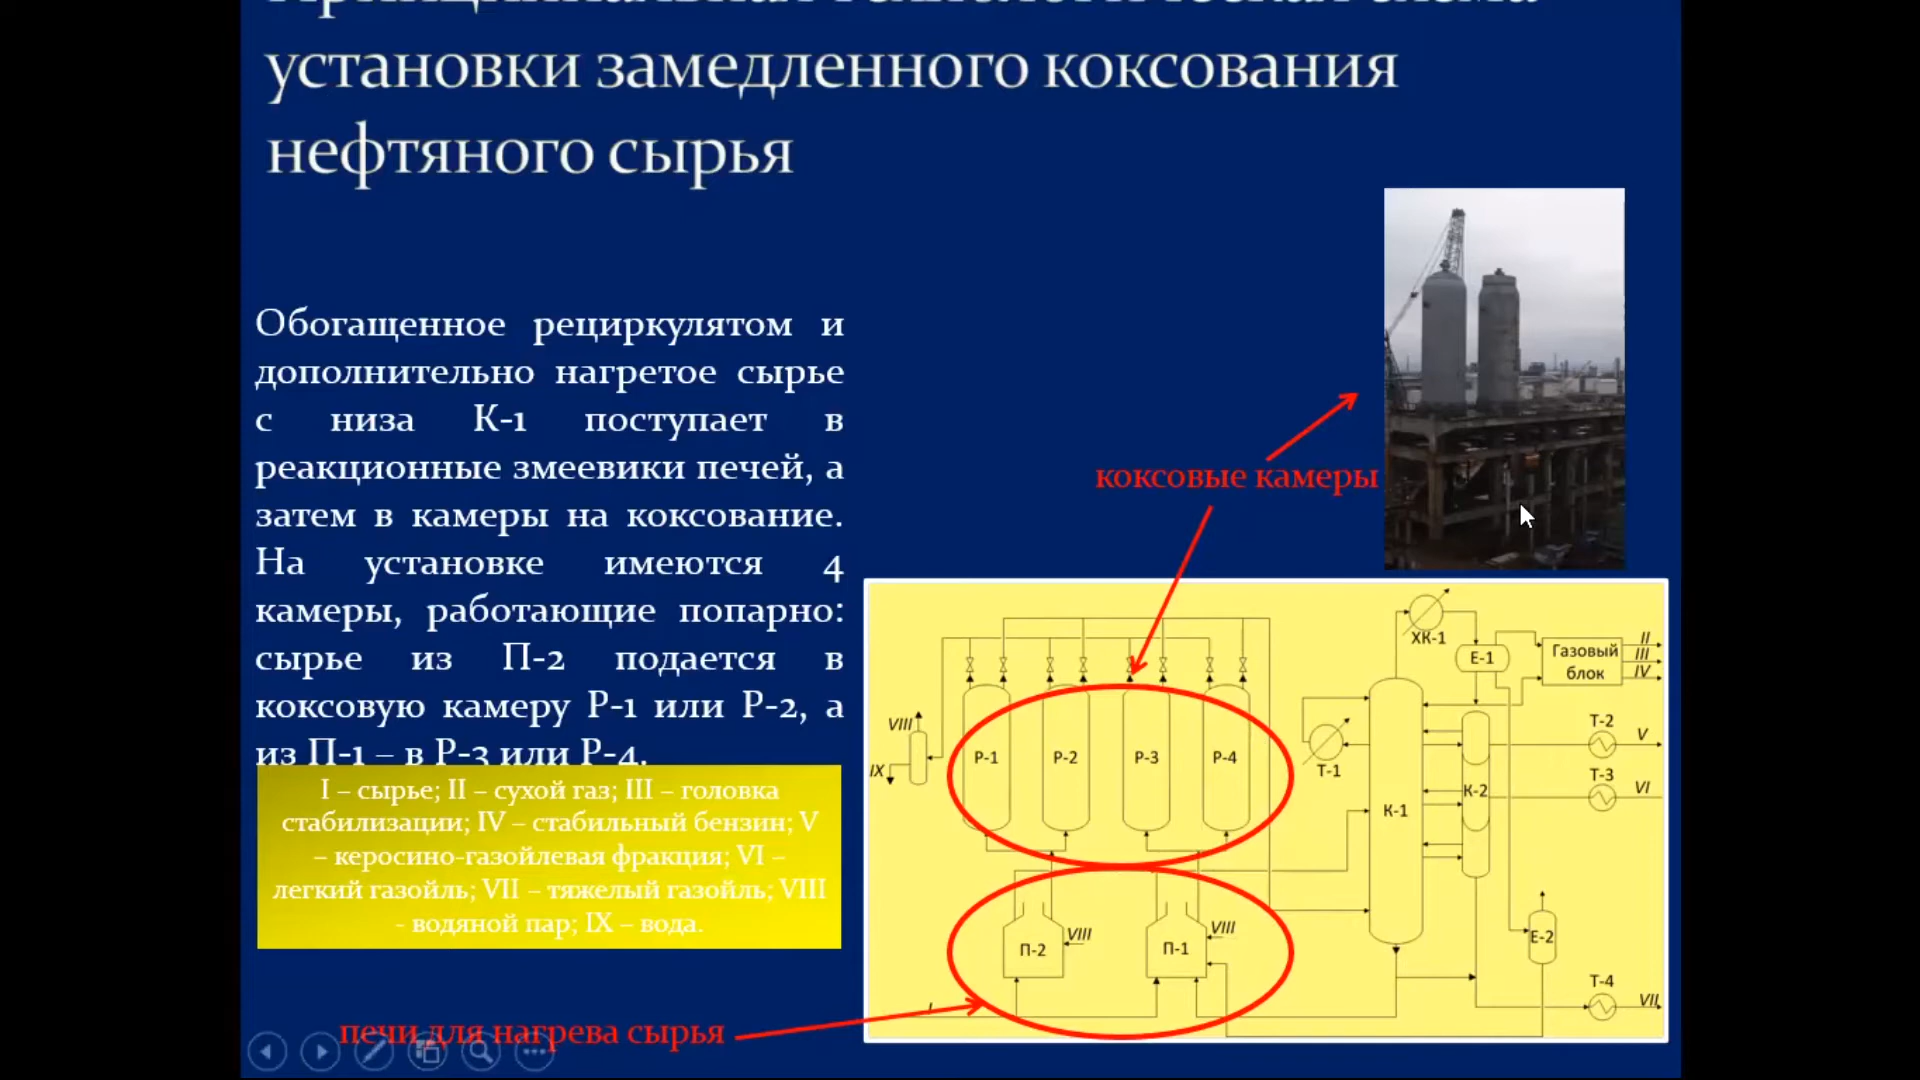 установки замедленного коксования
нефтяного сырья
Обогащенное рециркулятом и
дополнительно нагретое сырье
с низа К-1 поступает в
реакционные змеевики печей, а
затем в камеры на коксование.
На установке имеются 4
камеры, работающие попарно:
сырье из П-2 подается в
коксовую камеру Р-1 или Р-2, а
из П-1 – в Р-3 или Р-4.
I – сырье; II – сухой газ; III – головка
стабилизации; IV – стабильный бензин; V
– керосино-газойлевая фракция; VI –
легкий газойль; VII – тяжелый газойль; VIII
- водяной пар; IX – вода.
печи для нагрева сырья
коксовые камеры
ХК-1
Е-1
Газовый
блок
II
III
IV
VIII
IX
Р-1
Р-2
Р-3
Р-4
Т-1
К-1
К-2
Т-2
V
Т-3
VI
П-2
VIII
П-1
VIII
Е-2
Т-4
VII
I